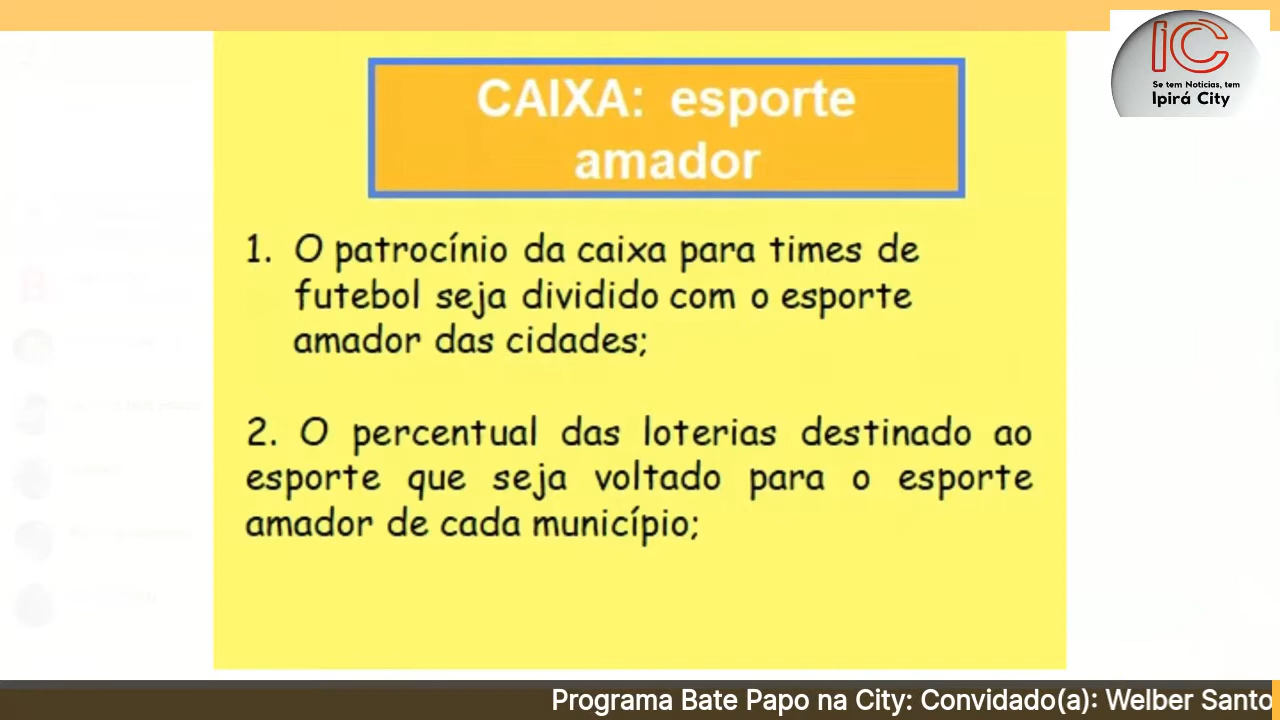 IC
Se tem Notícias, tem
Ipirá City
CAIXA: esporte
amador
1. O patrocínio da caixa para times de
futebol seja dividido com o esporte
amador das cidades;
2. O percentual das loterias destinado ao
esporte que seja voltado para o esporte
amador de cada município;
Programa Bate Papo na City: Convidado(a): Welber Santo